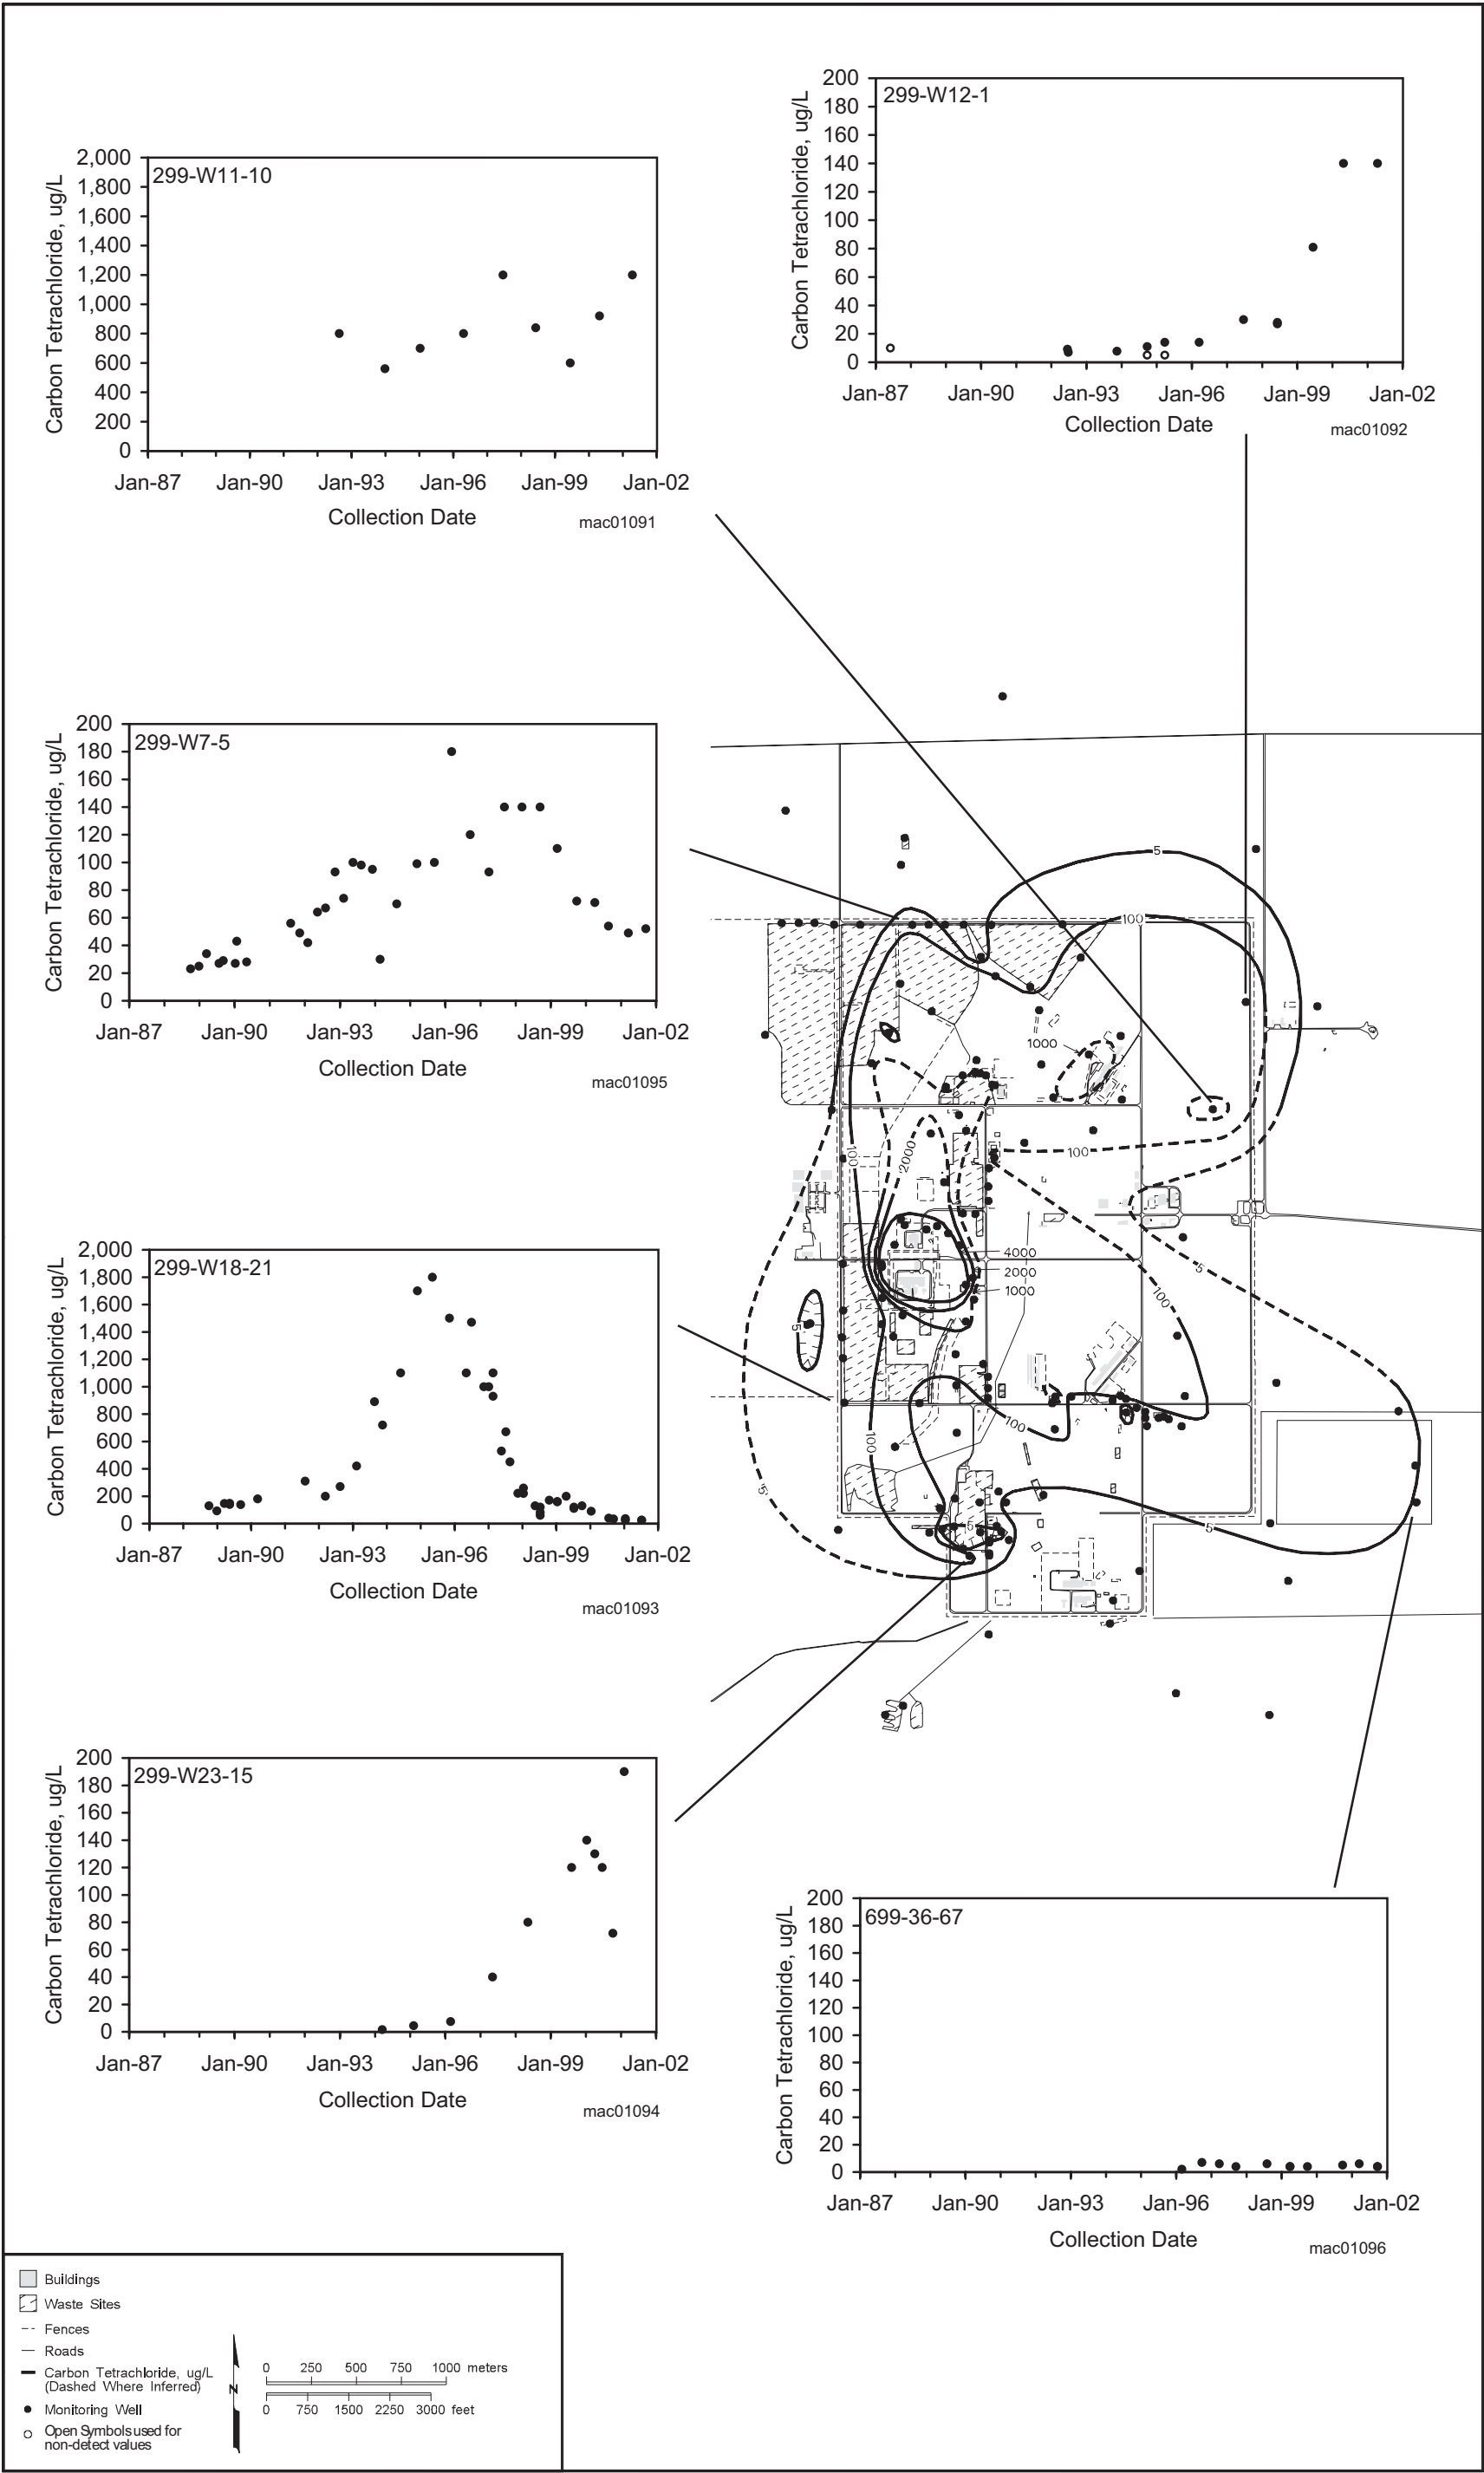 299-W12-1
Carbon Tetrachloride, ug/L
200
180
160
140
120
100
80
60
40
20
0
Jan-87 Jan-90 Jan-93 Jan-96 Jan-99 Jan-02
Collection Date
mac01092
299-W11-10
Carbon Tetrachloride, ug/L
2,000
1,800
1,600
1,400
1,200
1,000
800
600
400
200
0
Jan-87 Jan-90 Jan-93 Jan-96 Jan-99 Jan-02
Collection Date
mac01091
299-W7-5
Carbon Tetrachloride, ug/L
200
180
160
140
120
100
80
60
40
20
0
Jan-87 Jan-90 Jan-93 Jan-96 Jan-99 Jan-02
Collection Date
mac01095
5
100
1000
100
2000
100
4000
2000
1000
5
100
5
100
100
5
5
5
299-W18-21
Carbon Tetrachloride, ug/L
2,000
1,800
1,600
1,400
1,200
1,000
800
600
400
200
0
Jan-87 Jan-90 Jan-93 Jan-96 Jan-99 Jan-02
Collection Date
mac01093
299-W23-15
Carbon Tetrachloride, ug/L
200
180
160
140
120
100
80
60
40
20
0
Jan-87 Jan-90 Jan-93 Jan-96 Jan-99 Jan-02
Collection Date
mac01094
699-36-67
Carbon Tetrachloride, ug/L
200
180
160
140
120
100
80
60
40
20
0
Jan-87 Jan-90 Jan-93 Jan-96 Jan-99 Jan-02
Collection Date
mac01096
Buildings
Waste Sites
Fences
Roads
Carbon Tetrachloride, ug/L
(Dashed Where Inferred)
Monitoring Well
Open Symbols used for
non-detect values
N
0 250 500 750 1000 meters
0 750 1500 2250 3000 feet